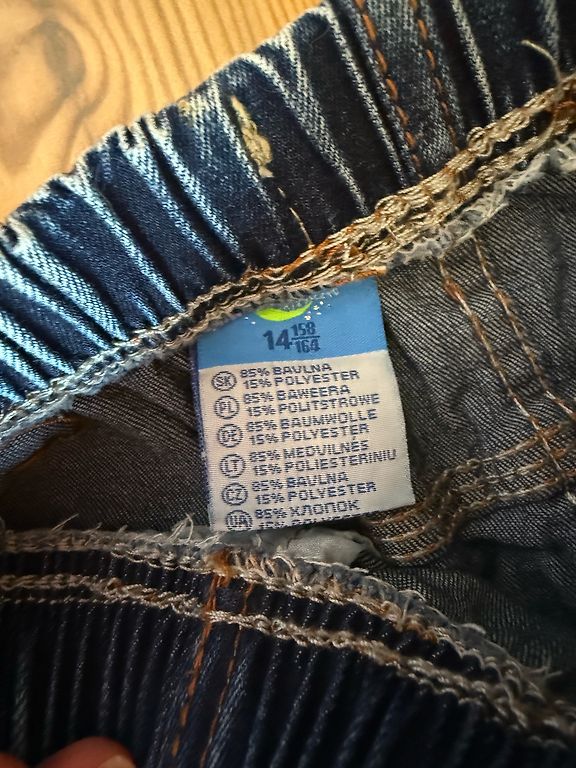 14 158
164
SK 85% BAVLNA
15% POLYESTER
PL 85% BAWEERA
15% POLITSTROWE
DE 85% BAUMWOLLE
15% POLYESTER
LT 85% MEDVILNĖS
15% POLIESTERINIU
CZ 85% BAVLNA
15% POLYESTER
UA 85% ХЛОПОК